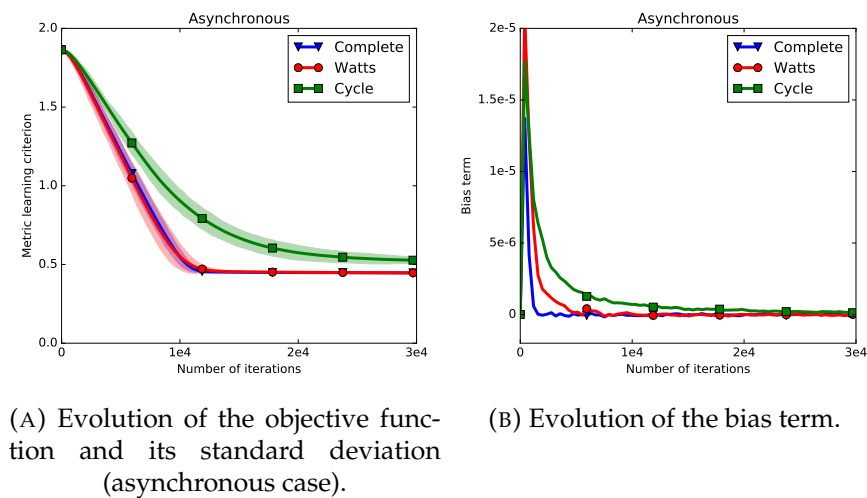 Asynchronous
2.0
1.5
1.0
0.5
0.0
Metric learning criterion
Complete
Watts
Cycle
0
1e4
2e4
3e4
Number of iterations
(A) Evolution of the objective func-
tion and its standard deviation
(asynchronous case).
Asynchronous
2e-5
1.5e-5
1e-5
5e-6
0
Bias term
Complete
Watts
Cycle
0
1e4
2e4
3e4
Number of iterations
(B) Evolution of the bias term.